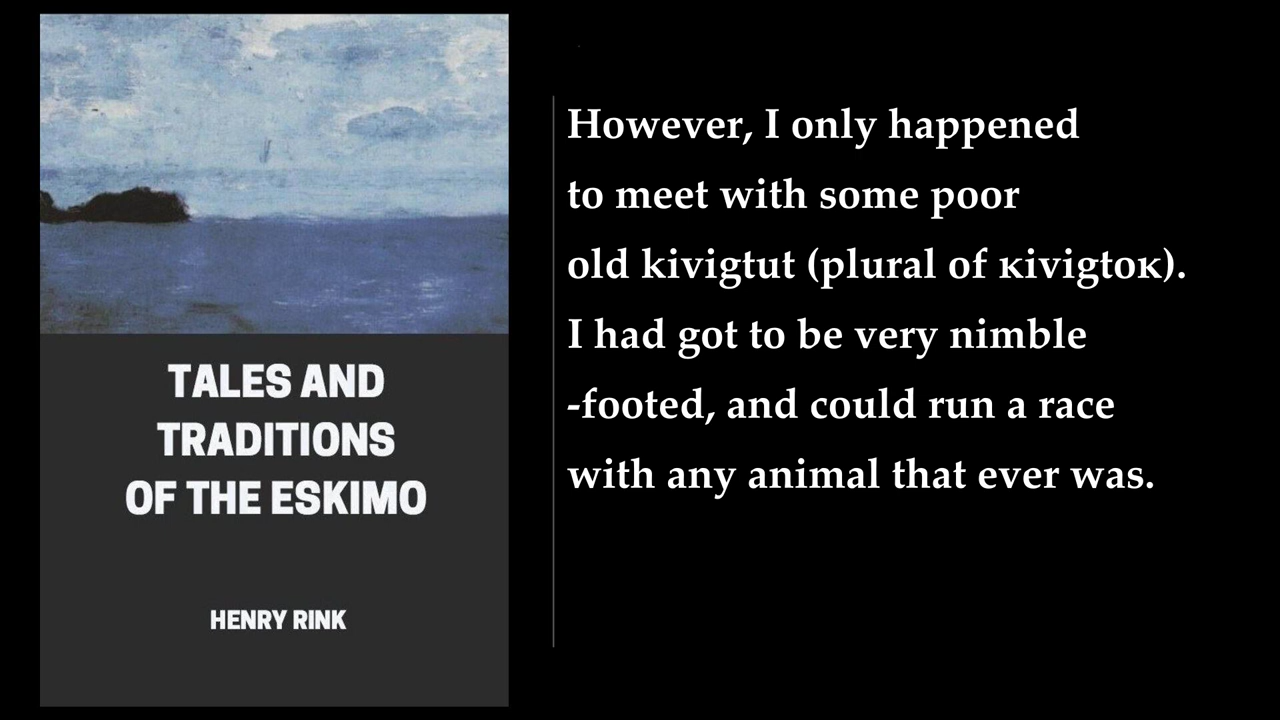 TALES AND
TRADITIONS
OF THE ESKIMO
HENRY RINK
However, I only happened
to meet with some poor
old kivigtut (plural of ĸivigtoĸ).
I had got to be very nimble
-footed, and could run a race
with any animal that ever was.